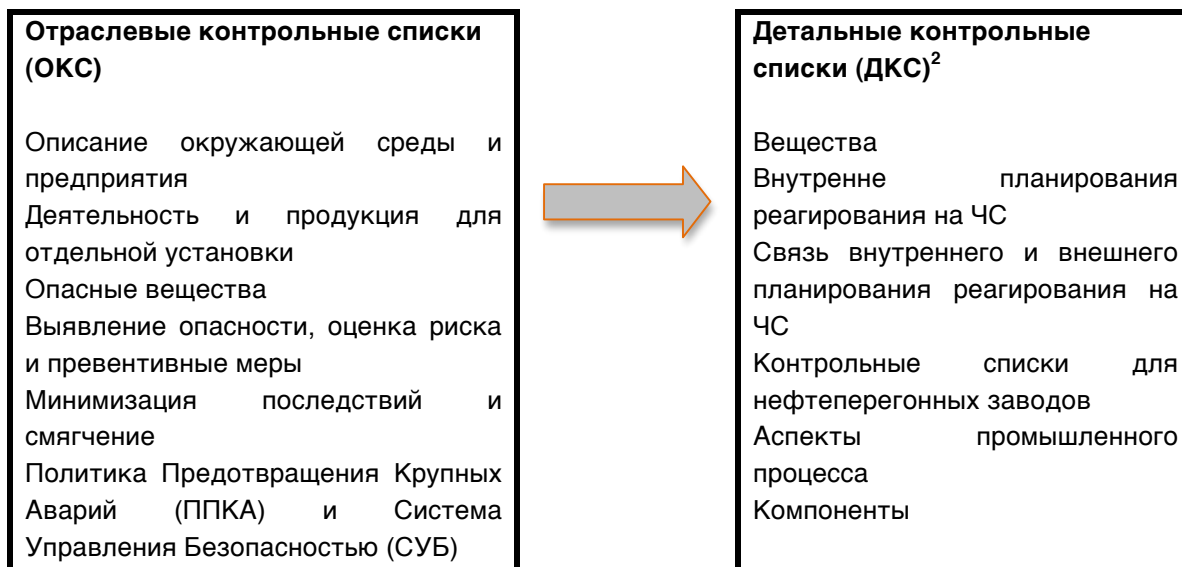 Отраслевые контрольные списки
(ОКС)
Описание окружающей среды и
предприятия
Деятельность и продукция для
отдельной установки
Опасные вещества
Выявление опасности, оценка риска
и превентивные меры
Минимизация последствий и
смягчение
Политика Предотвращения Крупных
Аварий (ППКА) и Система
Управления Безопасностью (СУБ)
Детальные контрольные
списки (ДКС)²
Вещества
Внутренне планирования
реагирования на ЧС
Связь внутреннего и внешнего
планирования реагирования на
ЧС
Контрольные списки для
нефтеперегонных заводов
Аспекты промышленного
процесса
Компоненты